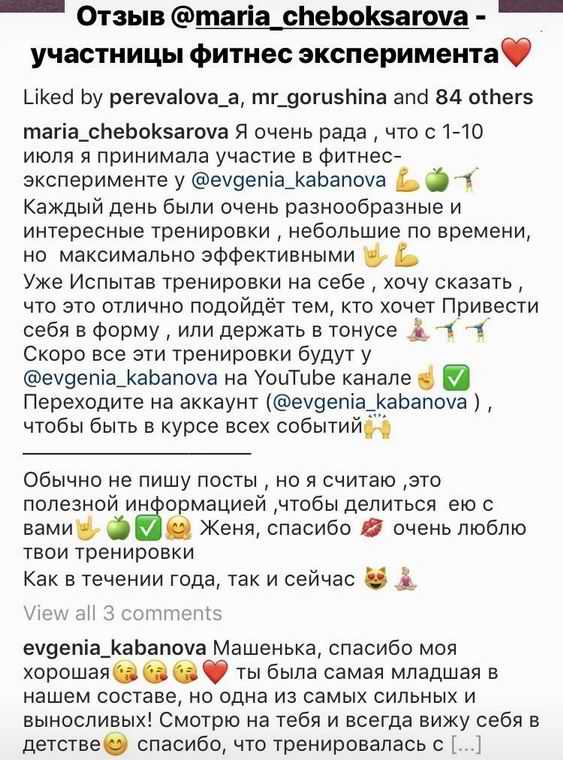 Отзыв @maria_cheboksarova -
участницы фитнес эксперимента❤️
Liked by perevalova_a, mr_gorushina and 84 others
maria_cheboksarova Я очень рада , что с 1-10
июля я принимала участие в фитнес-
эксперименте у @evgenia_kabanova 💪🍏🤸‍♀️
Каждый день были очень разнообразные и
интересные тренировки , небольшие по времени,
но максимально эффективными 🤟💪
Уже Испытав тренировки на себе , хочу сказать ,
что это отлично подойдёт тем, кто хочет Привести
себя в форму , или держать в тонусе 🧘‍♀️🤸‍♀️🤸‍♀️
Скоро все эти тренировки будут у
@evgenia_kabanova на YouTube канале☝️✅
Переходите на аккаунт (@evgenia_kabanova ) ,
чтобы быть в курсе всех событий🙌
Обычно не пишу посты , но я считаю ,это
полезной информацией ,чтобы делиться ею с
вами🤟🍏✅🤗 Женя, спасибо 💋 очень люблю
твои тренировки
Как в течении года, так и сейчас 😻🧘‍♀️
View all 3 comments
evgenia_kabanova Машенька, спасибо моя
хорошая😘😘😘❤️ ты была самая младшая в
нашем составе, но одна из самых сильных и
выносливых! Смотрю на тебя и всегда вижу себя в
детстве😊 спасибо, что тренировалась с [...]